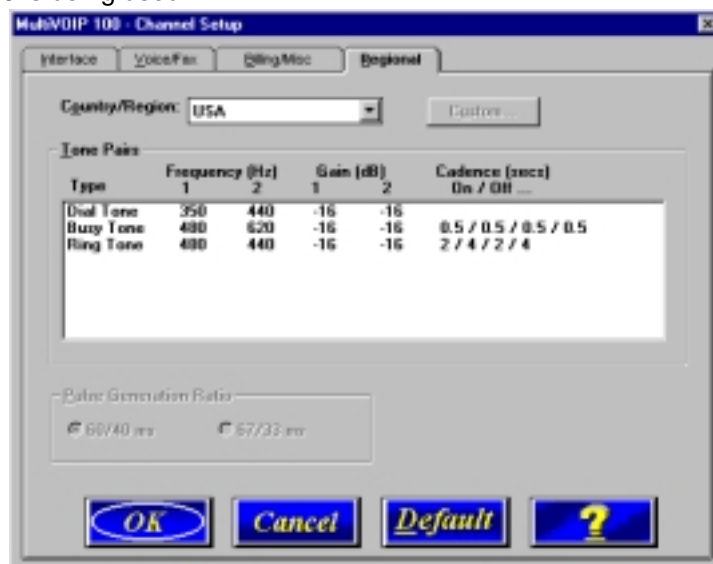 being used
MultiVOIP 100 - Channel Setup
Interface Voice/Fax Billing/Misc Regional
Country/Region: USA Custom...
Tone Pairs
Frequency (Hz) Gain (dB) Cadence (secs)
Type 1 2 1 2 On / Off ...
Dial Tone 350 440 -16 -16
Busy Tone 480 620 -16 -16 0.5 / 0.5 / 0.5 / 0.5
Ring Tone 480 440 -16 -16 2 / 4 / 2 / 4
Pulse Generation Ratio
60/40 ms 67/33 ms
OK Cancel Default ?